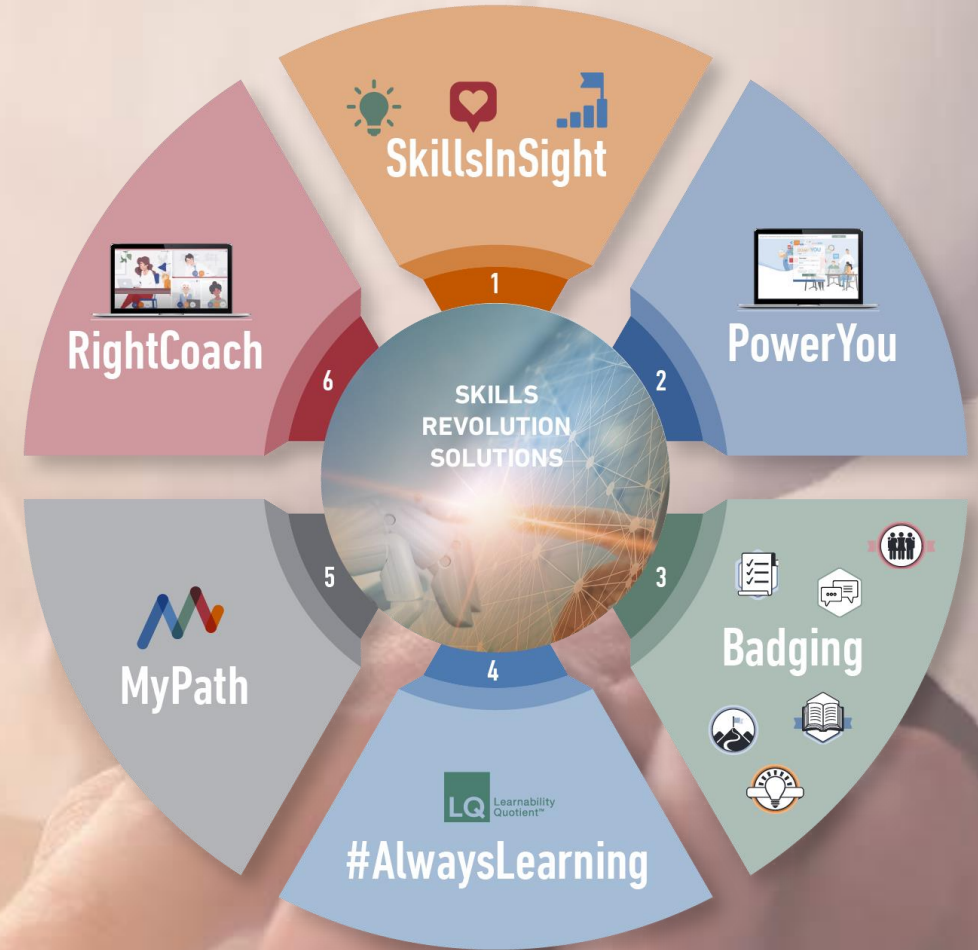 SkillsInSight
1
PowerYou
2
3
Badging
4
LQ Learnability
Quotient™
#AlwaysLearning
5
MyPath
RightCoach
6
SKILLS
REVOLUTION
SOLUTIONS